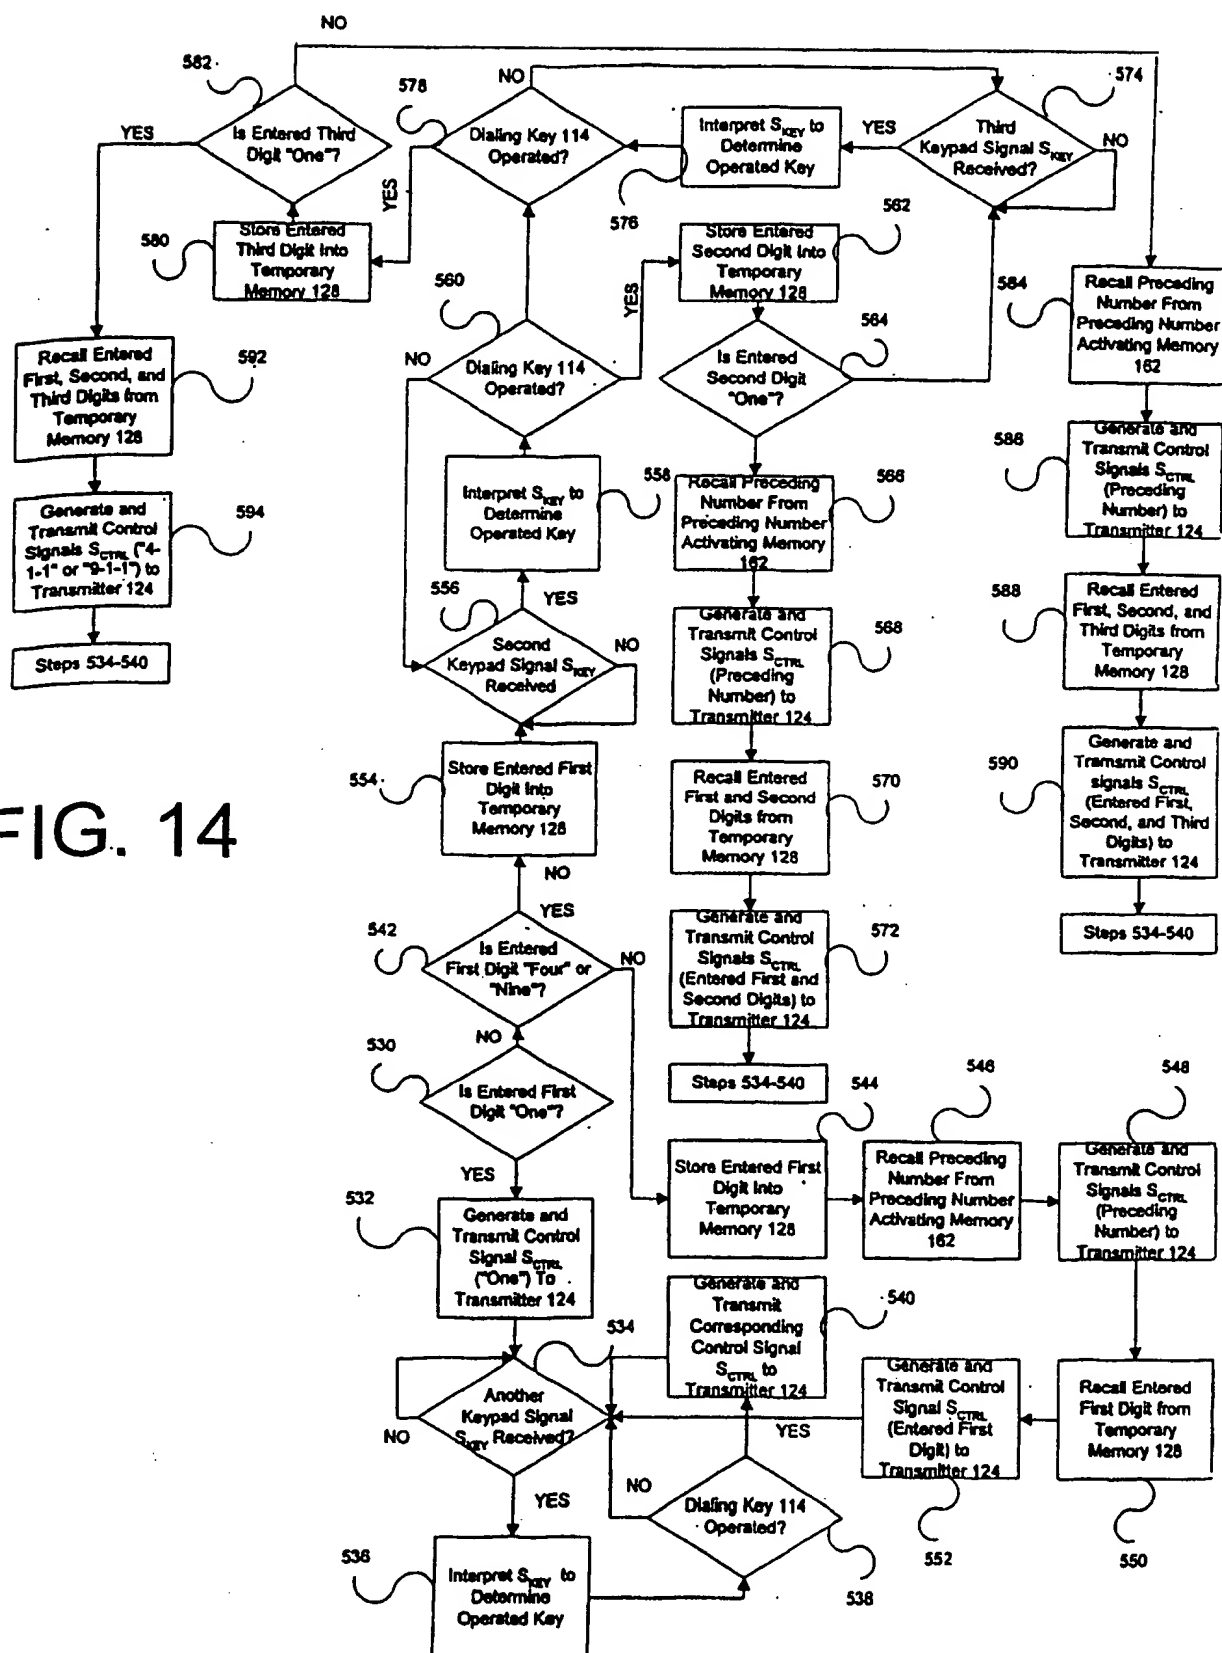 NO
582
578
NO
574
YES
Is Entered Third
Digit "One"?
Dialing Key 114
Operated?
Interpret SKEY to
Determine
Operated Key
YES
Third
Keypad Signal SKEY
Received?
NO
YES
576
562
580
Store Entered
Third Digit Into
Temporary
Memory 128
Store Entered
Second Digit Into
Temporary
Memory 128
560
YES
584
Recall Preceding
Number From
Preceding Number
Activating Memory
162
564
Recall Entered
First, Second, and
Third Digits from
Temporary
Memory 128
592
NO
Dialing Key 114
Operated?
Is Entered
Second Digit
"One"?
586
Generate and
Transmit Control
Signals SCTRL
(Preceding
Number) to
Transmitter 124
Interpret SKEY to
Determine
Operated Key
558
Recall Preceding
Number From
Preceding Number
Activating Memory
162
566
Generate and
Transmit Control
Signals SCTRL ("4-
1-1" or "9-1-1") to
Transmitter 124
594
556
YES
588
Recall Entered
First, Second, and
Third Digits from
Temporary
Memory 128
Steps 534-540
Second
Keypad Signal SKEY
Received
NO
Generate and
Transmit Control
Signals SCTRL
(Preceding
Number) to
Transmitter 124
568
554
Store Entered First
Digit Into
Temporary
Memory 128
Recall Entered
First and Second
Digits from
Temporary
Memory 128
570
590
Generate and
Tramsmit Control
signals SCTRL
(Entered First,
Second, and Third
Digits) to
Transmitter 124
FIG. 14
NO
YES
542
Is Entered
First Digit "Four" or
"Nine"?
NO
Generate and
Transmit Control
Signals SCTRL
(Entered First and
Second Digits) to
Transmitter 124
572
Steps 534-540
NO
530
Is Entered First
Digit "One"?
Steps 534-540
544
546
548
YES
Store Entered First
Digit Into
Temporary
Memory 128
Recall Preceding
Number From
Preceding Number
Activating Memory
162
Generate and
Transmit Control
Signals SCTRL
(Preceding
Number) to
Transmitter 124
532
Generate and
Transmit Control
Signal SCTRL
("One") To
Transmitter 124
Generate and
Transmit
Corresponding
Control Signal
SCTRL to
Transmitter 124
540
534
Another
Keypad Signal
SKEY Received?
NO
Generate and
Transmit Control
Signal SCTRL
(Entered First
Digit) to
Transmitter 124
Recall Entered
First Digit from
Temporary
Memory 128
YES
NO
YES
Dialing Key 114
Operated?
552
550
536
Interpret SKEY to
Determine
Operated Key
538